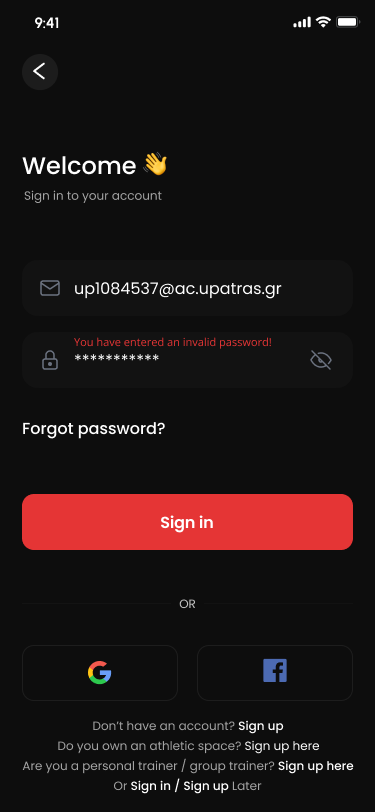 9:41
Welcome 👋
Sign in to your account
up1084537@ac.upatras.gr
You have entered an invalid password!
***********
Forgot password?
Sign in
OR
Don’t have an account? Sign up
Do you own an athletic space? Sign up here
Are you a personal trainer / group trainer? Sign up here
Or Sign in / Sign up Later